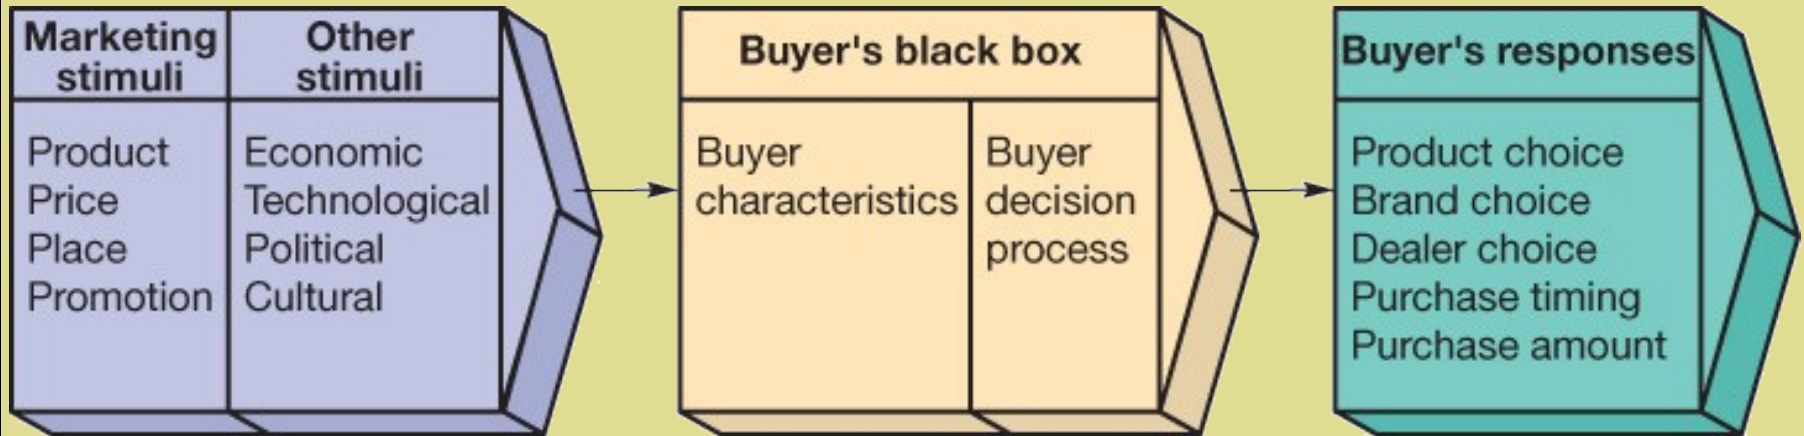 Marketing
stimuli
Other
stimuli
Product
Price
Place
Promotion
Economic
Technological
Political
Cultural
Buyer's black box
Buyer
characteristics
Buyer
decision
process
Buyer's responses
Product choice
Brand choice
Dealer choice
Purchase timing
Purchase amount